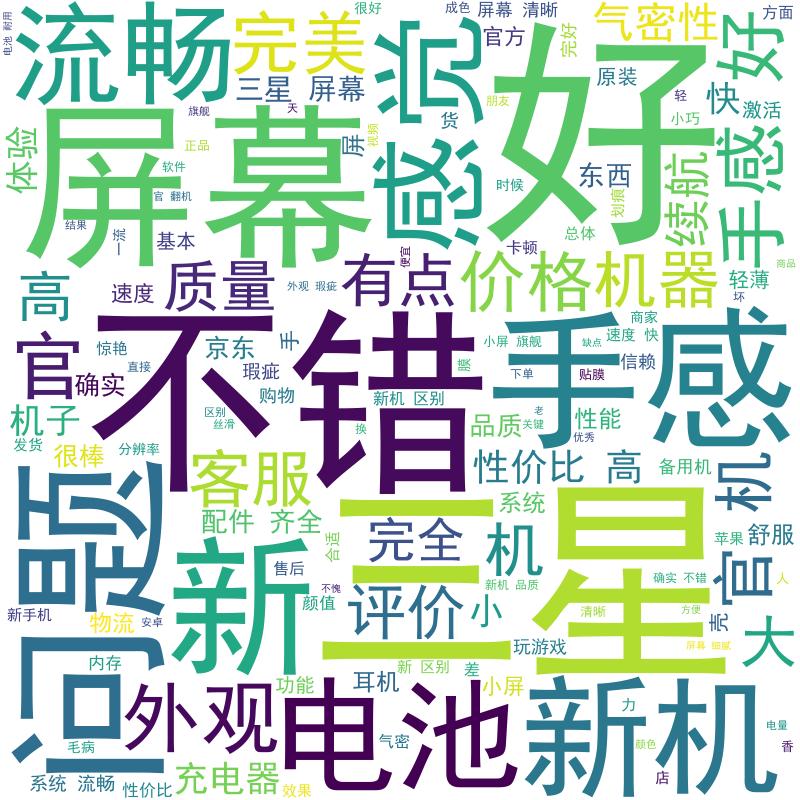 电池 耐用
流畅
完美
很好
感觉
成色
屏幕 清晰
官方
完好
气密性
好
方面
三星 屏幕
旗舰
天
屏
视频
朋友
货
好
原装
轻
小巧
快
激活
体验
屏幕
正品
软件
官 翻机
结果
一流
基本
时候
东西
划痕
续航
手感
总体
卡顿
便宜
商品
高
速度
质量
外观 瑕疵
有点
价格
机器
轻薄
坏
官
惊艳
直接
确实
京东
瑕疵
购物
手
不错
膜
小屏 旗舰
下单
缺点
贴膜
商家
速度 快
信赖
手感
机子
发货
很棒
分辨率
区别
丝滑
新机 区别
换
品质
老
关键
优秀
性能
客服
性价比 高
备用机
机
问题
配件 齐全
合适
系统
完全
三星
机
苹果
舒服
新
售后
不愧
颜值
评价
新机 品质
小
清晰
确实 不错
方便
官
人
新手机
物流
安卓
玩游戏
屏幕 细腻
壳
大
内存
功能
新 区别
差
耳机
小屏
外观
毛病
气密
电池
新机
力
颜色
电量
香
店
系统 流畅
性价比
充电器
效果